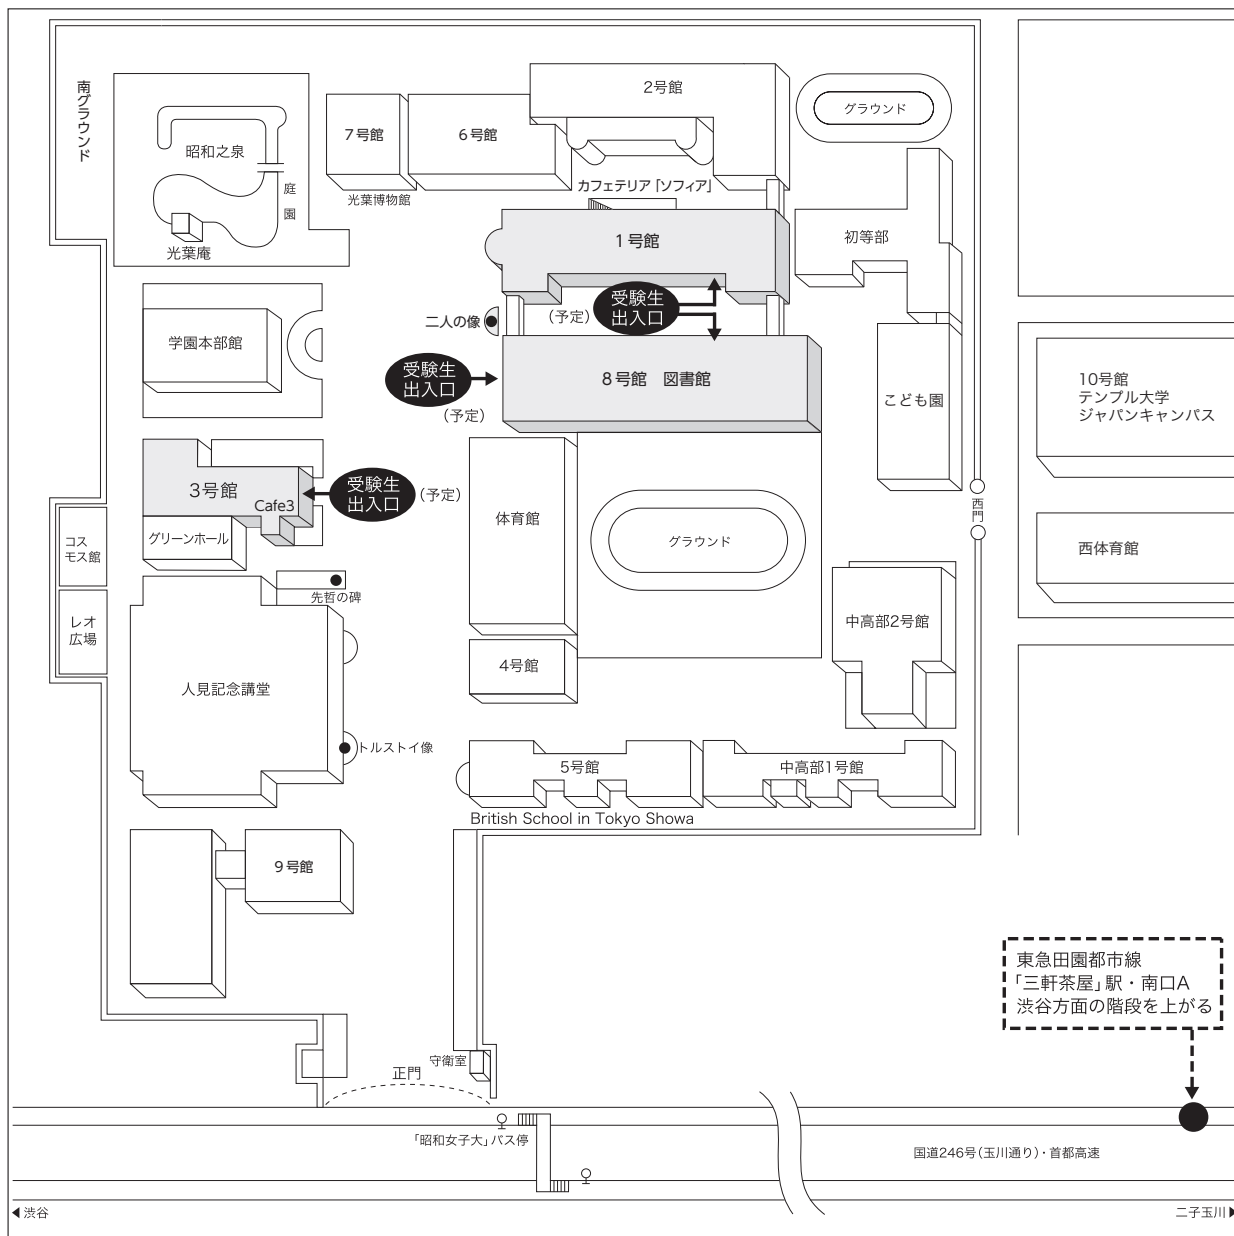 南グラウンド
昭和之泉
庭園
光葉庵
7号館
6号館
光葉博物館
2号館
グラウンド
カフェテリア「ソフィア」
1号館
初等部
受験生
出入口
(予定)
二人の像
学園本部館
受験生
出入口
(予定)
8号館 図書館
こども園
10号館
テンプル大学
ジャパンキャンパス
3号館
Cafe3
受験生
出入口
(予定)
グリーンホール
コス
モス館
体育館
グラウンド
西門
西体育館
先哲の碑
レオ
広場
中高部2号館
4号館
人見記念講堂
トルストイ像
5号館
中高部1号館
British School in Tokyo Showa
9号館
東急田園都市線
「三軒茶屋」駅・南口A
渋谷方面の階段を上がる
守衛室
正門
「昭和女子大」バス停
国道246号(玉川通り)・首都高速
◀渋谷
二子玉川▶